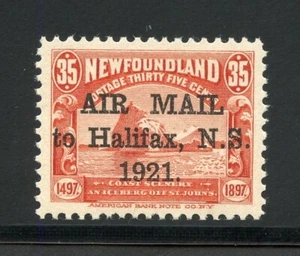 35 NEWFOUNDLAND 35
POSTAGE THIRTY FIVE CENTS
AIR MAIL
to Halifax, N.S.
1921.
1497. 1897.
COAST SCENERY
AN ICEBERG OFF ST. JOHNS.
AMERICAN BANK NOTE CO. N.Y.